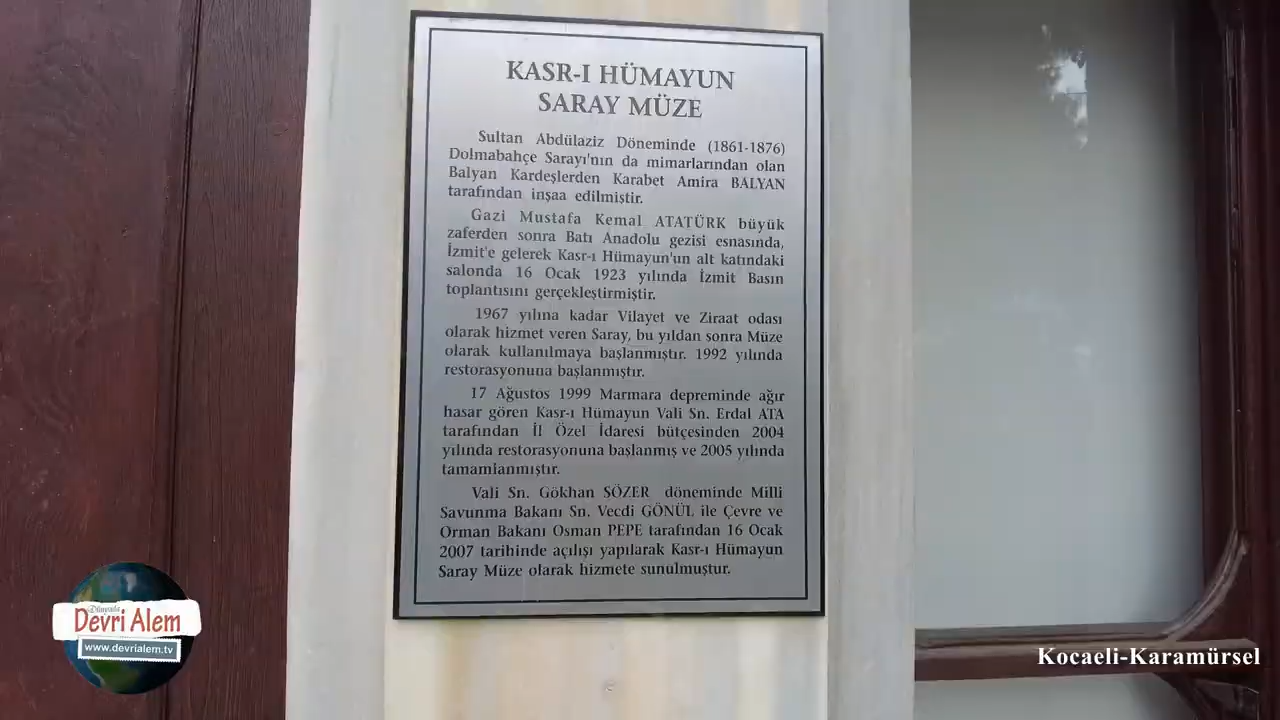 KASR-I HÜMAYUN
SARAY MÜZE
Sultan Abdülaziz Döneminde (1861-1876)
Dolmabahçe Sarayı'nın da mimarlarından olan
Balyan Kardeşlerden Karabet Amira BALYAN
tarafından inşaa edilmiştir.
Gazi Mustafa Kemal ATATÜRK büyük
zaferden sonra Batı Anadolu gezisi esnasında,
İzmit'e gelerek Kasr-ı Hümayun'un alt katındaki
salonda 16 Ocak 1923 yılında İzmit Basın
toplantısını gerçekleştirmiştir.
1967 yılına kadar Vilayet ve Ziraat odası
olarak hizmet veren Saray, bu yıldan sonra Müze
olarak kullanılmaya başlanmıştır. 1992 yılında
restorasyonuna başlanmıştır.
17 Ağustos 1999 Marmara depreminde ağır
hasar gören Kasr-ı Hümayun Vali Sn. Erdal ATA
tarafından İl Özel İdaresi bütçesinden 2004
yılında restorasyonuna başlanmış ve 2005 yılında
tamamlanmıştır.
Vali Sn. Gökhan SÖZER döneminde Milli
Savunma Bakanı Sn. Vecdi GÖNÜL ile Çevre ve
Orman Bakanı Osman PEPE tarafından 16 Ocak
2007 tarihinde açılışı yapılarak Kasr-ı Hümayun
Saray Müze olarak hizmete sunulmuştur.
Dünyada
Devri Alem
www.devrialem.tv
Kocaeli-Karamürsel